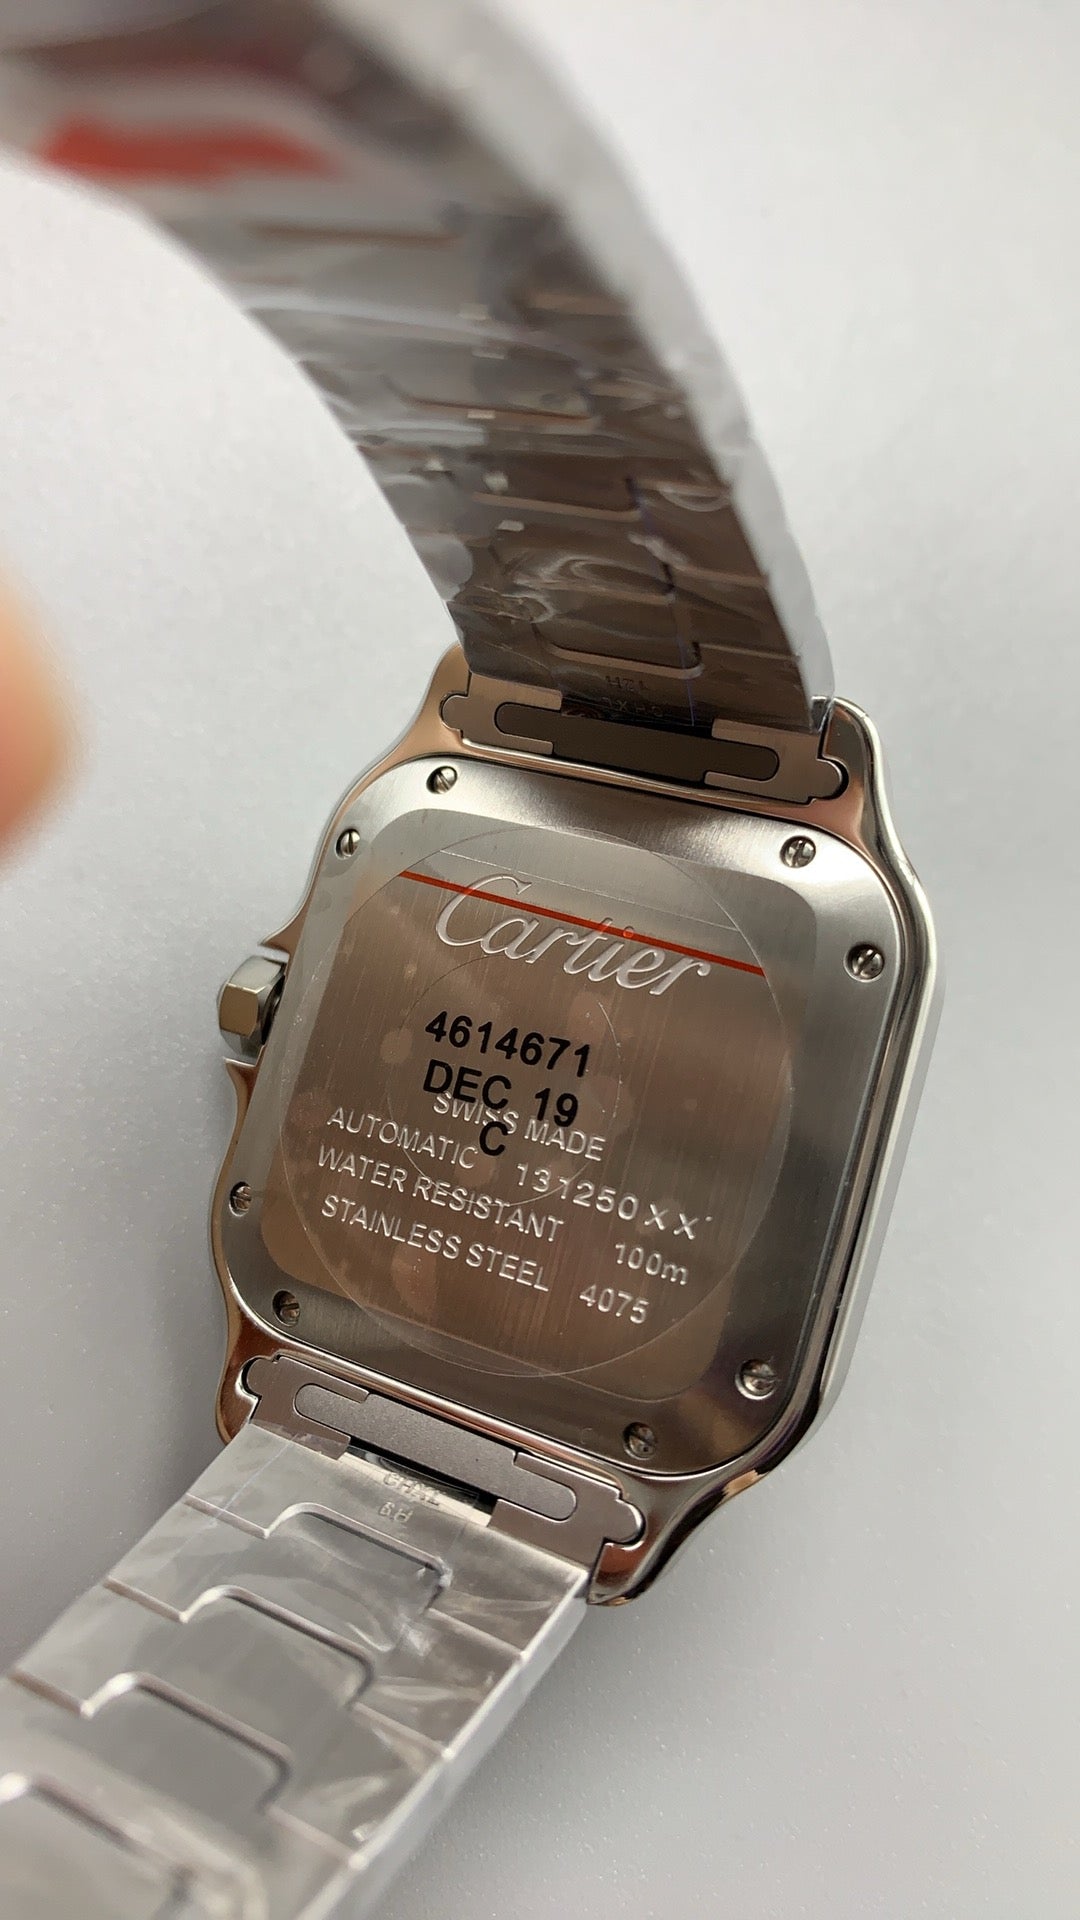 Cartier
4614671
DEC 19
C
SWISS MADE
AUTOMATIC 131250XX
WATER RESISTANT 100m
STAINLESS STEEL 4075